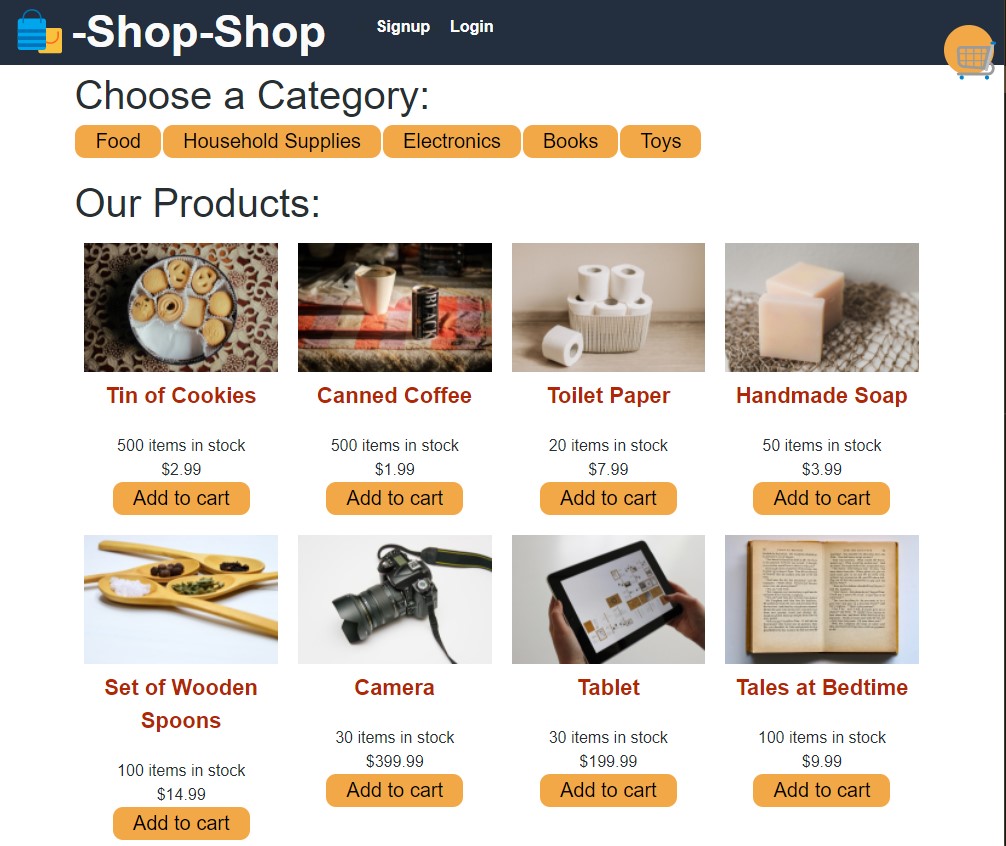 -Shop-Shop
Signup Login
Choose a Category:
Food Household Supplies Electronics Books Toys
Our Products:
Tin of Cookies
500 items in stock
$2.99
Add to cart
Canned Coffee
500 items in stock
$1.99
Add to cart
Toilet Paper
20 items in stock
$7.99
Add to cart
Handmade Soap
50 items in stock
$3.99
Add to cart
Set of Wooden
Spoons
100 items in stock
$14.99
Add to cart
Camera
30 items in stock
$399.99
Add to cart
Tablet
30 items in stock
$199.99
Add to cart
Tales at Bedtime
100 items in stock
$9.99
Add to cart